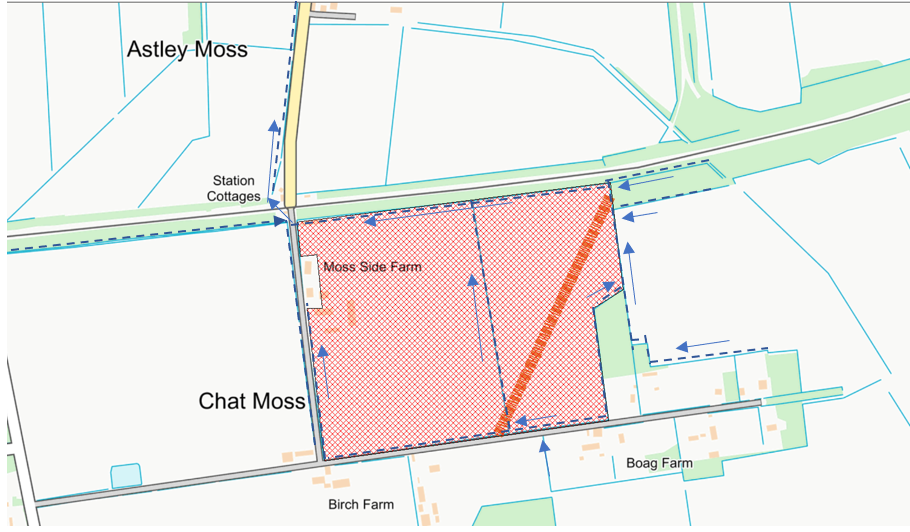 Astley Moss
Station
Cottages
Moss Side Farm
Chat Moss
Boag Farm
Birch Farm